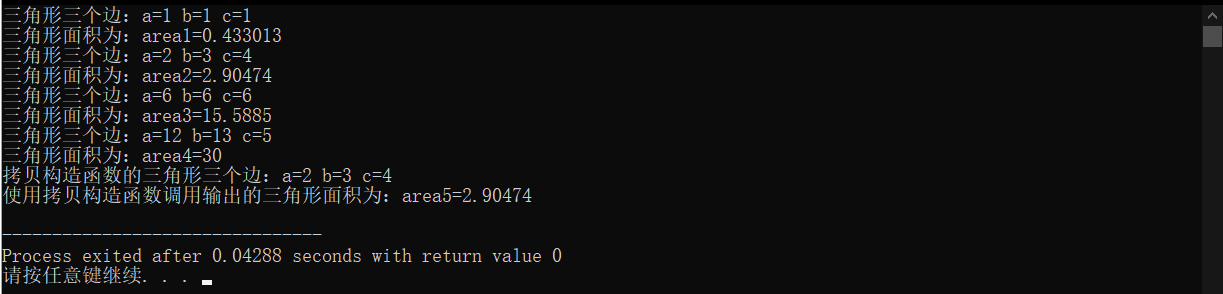 三角形三个边：a=1 b=1 c=1
三角形面积为：area1=0.433013
三角形三个边：a=2 b=3 c=4
三角形面积为：area2=2.90474
三角形三个边：a=6 b=6 c=6
三角形面积为：area3=15.5885
三角形三个边：a=12 b=13 c=5
三角形面积为：area4=30
拷贝构造函数的三角形三个边：a=2 b=3 c=4
使用拷贝构造函数调用输出的三角形面积为：area5=2.90474
--------------------------------
Process exited after 0.04288 seconds with return value 0
请按任意键继续. . .